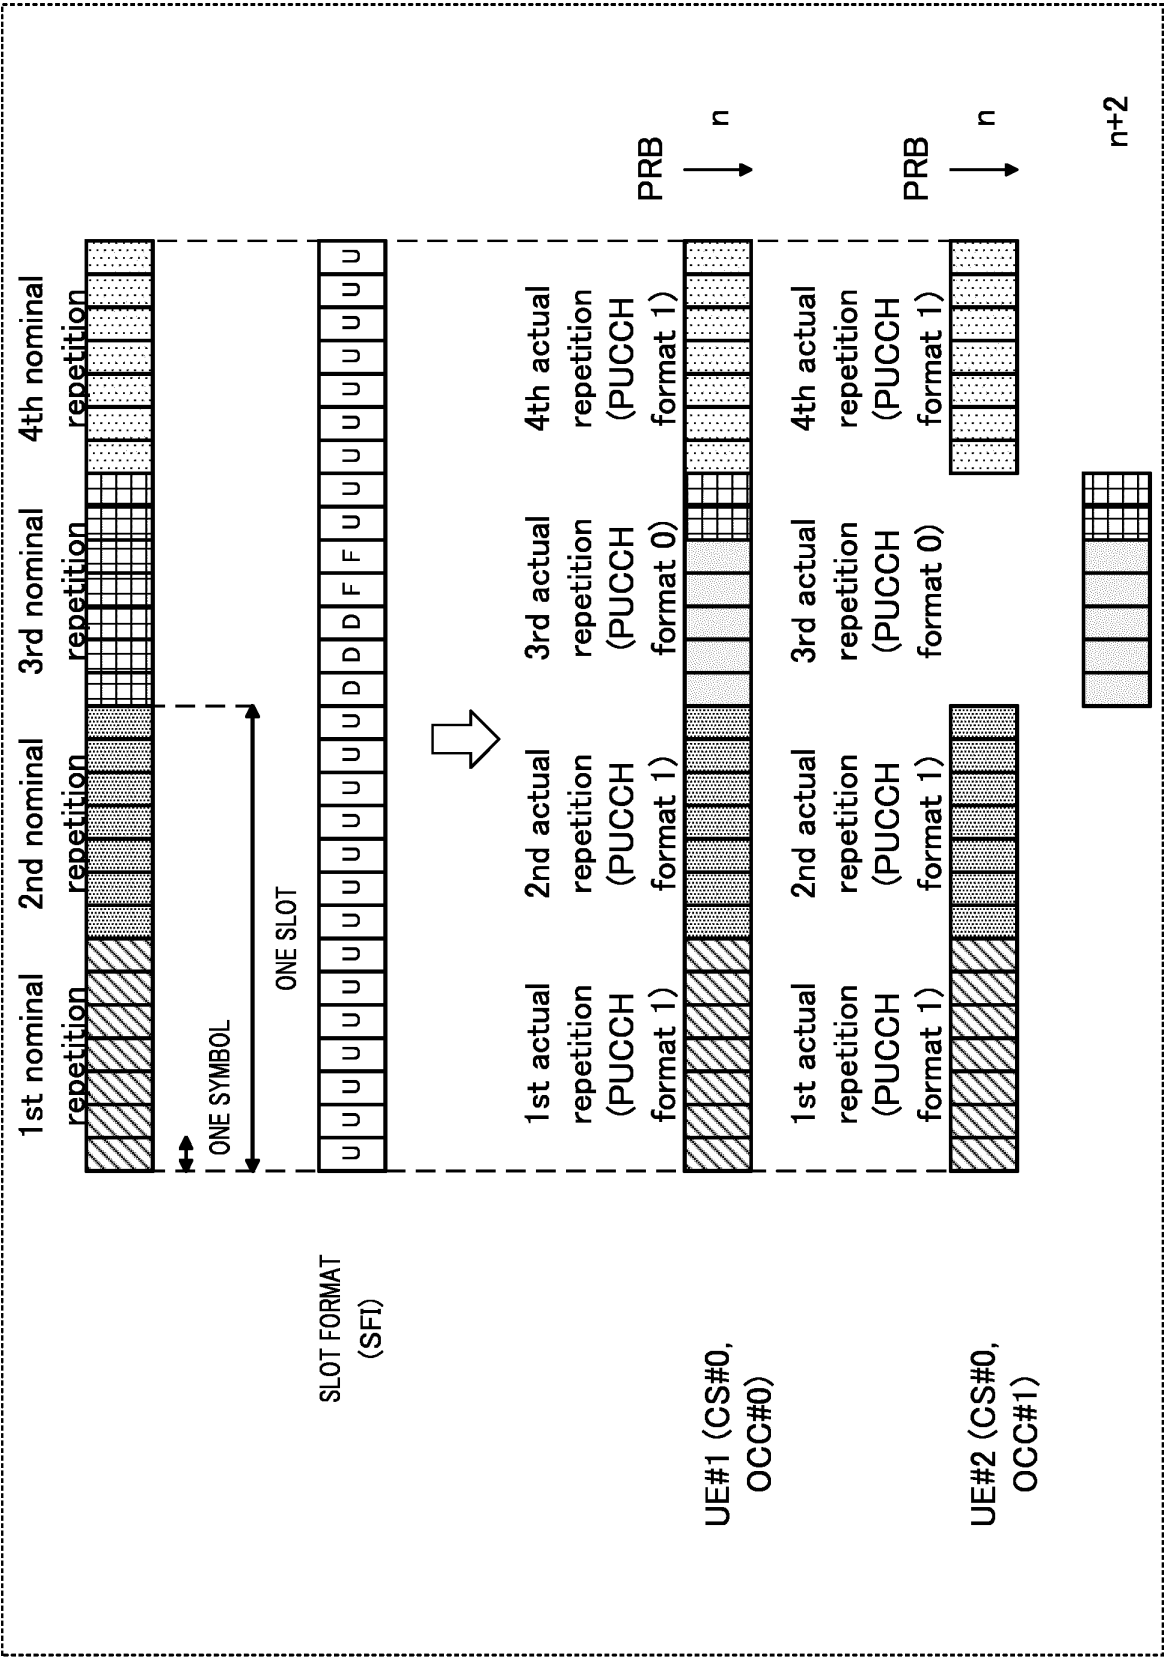 1st nominal
repetition
2nd nominal
repetition
3rd nominal
repetition
4th nominal
repetition
ONE SYMBOL
ONE SLOT
SLOT FORMAT
(SFI)
U U U U U U U U U U U U U U D D D F F U U U U U U U U U
1st actual
repetition
(PUCCH
format 1)
2nd actual
repetition
(PUCCH
format 1)
3rd actual
repetition
(PUCCH
format 0)
4th actual
repetition
(PUCCH
format 1)
PRB
UE#1 (CS#0,
OCC#0)
n
1st actual
repetition
(PUCCH
format 1)
2nd actual
repetition
(PUCCH
format 1)
3rd actual
repetition
(PUCCH
format 0)
4th actual
repetition
(PUCCH
format 1)
PRB
UE#2 (CS#0,
OCC#1)
n
n+2